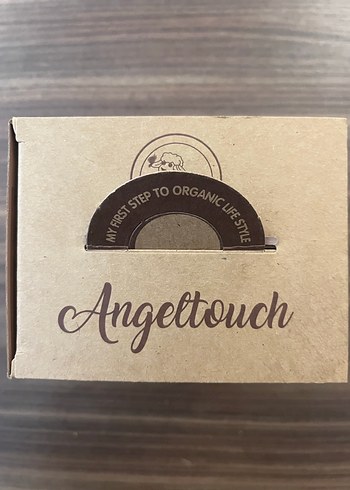 MY FIRST STEP TO ORGANIC LIFE STYLE
Angeltouch